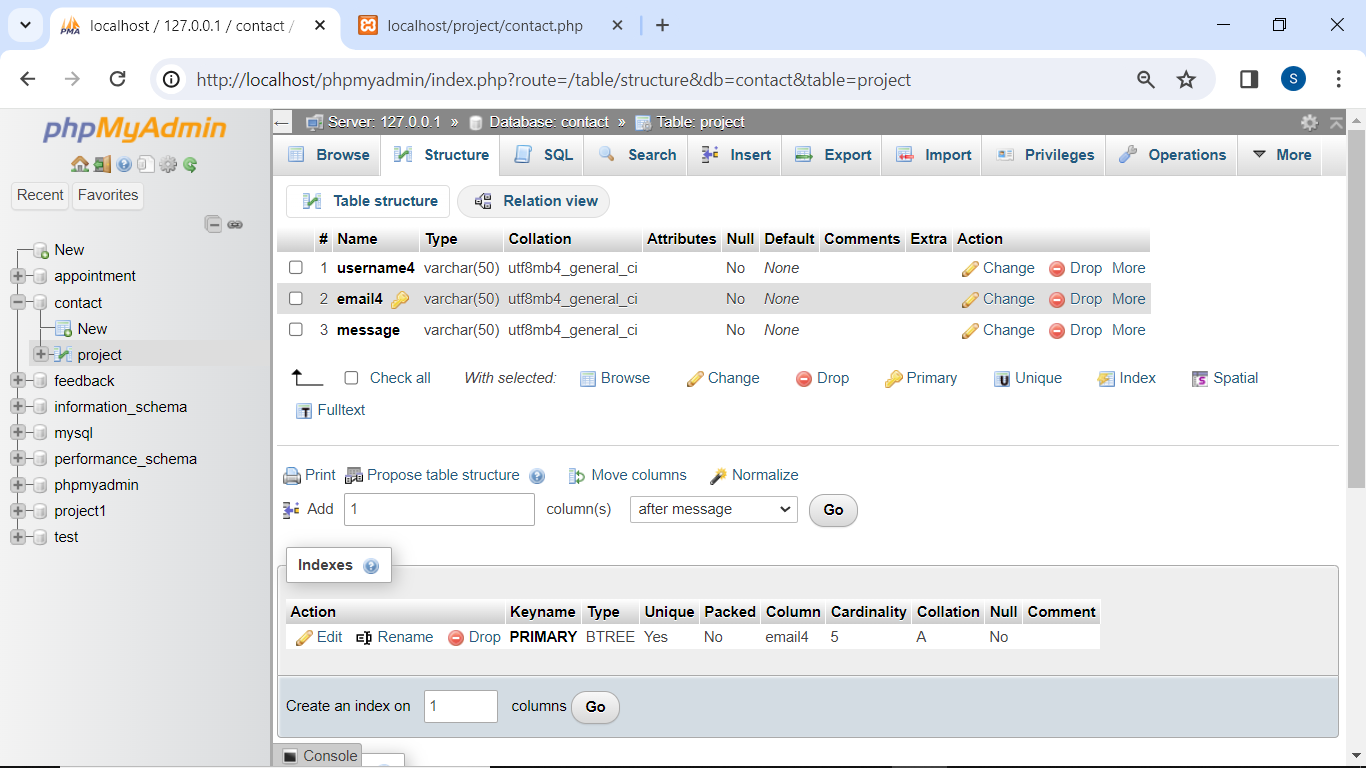 localhost / 127.0.0.1 / contact /
localhost/project/contact.php
http://localhost/phpmyadmin/index.php?route=/table/structure&db=contact&table=project
S
PMA
phpMyAdmin
Recent Favorites
New
appointment
contact
New
project
feedback
information_schema
mysql
performance_schema
phpmyadmin
project1
test
Server: 127.0.0.1 » Database: contact » Table: project
Browse Structure SQL Search Insert Export Import Privileges Operations More
Table structure Relation view
# Name Type Collation Attributes Null Default Comments Extra Action
1 username4 varchar(50) utf8mb4_general_ci No None Change Drop More
2 email4 varchar(50) utf8mb4_general_ci No None Change Drop More
3 message varchar(50) utf8mb4_general_ci No None Change Drop More
Check all With selected: Browse Change Drop Primary Unique Index Spatial
Fulltext
Print Propose table structure Move columns Normalize
Add 1 column(s) after message Go
Indexes
Action Keyname Type Unique Packed Column Cardinality Collation Null Comment
Edit Rename Drop PRIMARY BTREE Yes No email4 5 A No
Create an index on 1 columns Go
Console